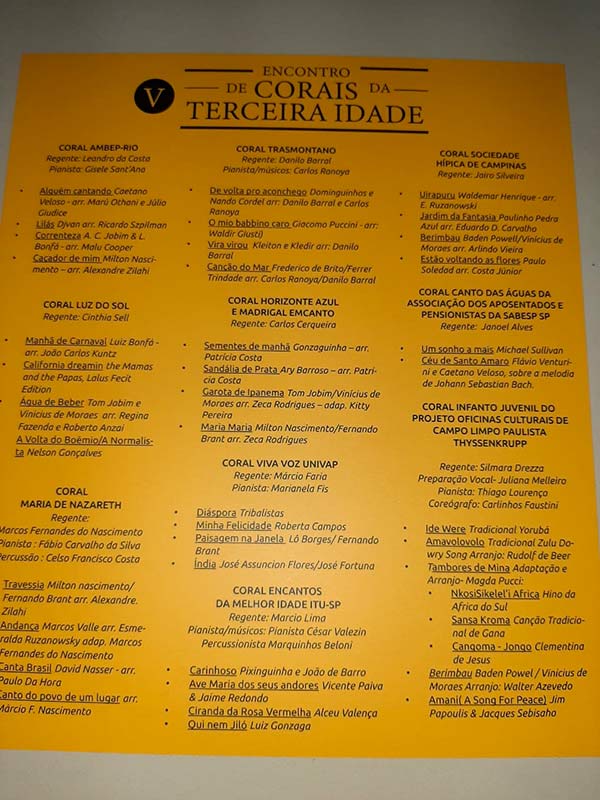 V
ENCONTRO
DE CORAIS DA
TERCEIRA IDADE
CORAL AMBEP-RIO
Regente: Leandro da Costa
Pianista: Gisele Sant'Ana
• Alguém cantando Caetano
Veloso - arr. Marú Othani e Júlio
Giudice
• Lilás Djvan arr. Ricardo Szpilman
• Correnteza A. C. Jobim & L.
Bonfá - arr. Malu Cooper
• Caçador de mim Milton Nasci-
mento – arr. Alexandre Zilahi
CORAL LUZ DO SOL
Regente: Cinthia Sell
• Manhã de Carnaval Luiz Bonfá -
arr. João Carlos Kuntz
• California dreamin the Mamas
and the Papas, Lalus Fecit
Edition
• Água de Beber Tom Jobim e
Vinicius de Moraes arr. Regina
Fazenda e Roberto Anzai
A Volta do Boêmio/A Normalis-
ta Nelson Gonçalves
CORAL
MARIA DE NAZARETH
Regente:
Marcos Fernandes do Nascimento
Pianista : Fábio Carvalho da Silva
Percussão : Celso Francisco Costa
Travessia Milton nascimento/
Fernando Brant arr. Alexandre.
Zilahi
Andança Marcos Valle arr. Esme-
ralda Ruzanowsky adap. Marcos
Fernandes do Nascimento
Canta Brasil David Nasser - arr.
Paulo Da Hora
Canto do povo de um lugar arr.
Márcio F. Nascimento
CORAL TRASMONTANO
Regente: Danilo Barral
Pianista/músicos: Carlos Ranoya
• De volta pro aconchego Dominguinhos e
Nando Cordel arr: Danilo Barral e Carlos
Ranoya
• O mio babbino caro Giacomo Puccini - arr:
Waldir Giusti)
• Vira virou Kleiton e Kledir arr: Danilo
Barral
• Canção do Mar Frederico de Brito/Ferrer
Trindade arr. Carlos Ranoya/Danilo Barral
CORAL HORIZONTE AZUL
E MADRIGAL EMCANTO
Regente: Carlos Cerqueira
• Sementes de manhã Gonzaguinha – arr.
Patrícia Costa
• Sandália de Prata Ary Barroso – arr. Patrí-
cia Costa
• Garota de Ipanema Tom Jobim/Vinícius de
Moraes arr. Zeca Rodrigues – adap. Kitty
Pereira
• Maria Maria Milton Nascimento/Fernando
Brant arr. Zeca Rodrigues
CORAL VIVA VOZ UNIVAP
Regente: Márcio Faria
Pianista: Marianela Fis
• Diáspora Tribalistas
• Minha Felicidade Roberta Campos
• Paisagem na Janela Lô Borges/ Fernando
Brant
• Índia José Assuncion Flores/José Fortuna
CORAL ENCANTOS
DA MELHOR IDADE ITU-SP
Regente: Marcio Lima
Pianista/músicos: Pianista César Valezin
Percussionista Marquinhos Beloni
• Carinhoso Pixinguinha e João de Barro
• Ave Maria dos seus andores Vicente Paiva
& Jaime Redondo
• Ciranda da Rosa Vermelha Alceu Valença
• Qui nem Jiló Luiz Gonzaga
CORAL SOCIEDADE
HÍPICA DE CAMPINAS
Regente: Jairo Silveira
• Uirapuru Waldemar Henrique - arr.
E. Ruzanowski
• Jardim da Fantasia Paulinho Pedra
Azul arr. Eduardo D. Carvalho
• Berimbau Baden Powell/Vinicius de
Moraes arr. Arlindo Vieira
• Estão voltando as flores Paulo
Soledad arr. Costa Júnior
CORAL CANTO DAS ÁGUAS DA
ASSOCIAÇÃO DOS APOSENTADOS E
PENSIONISTAS DA SABESP SP
Regente: Janoel Alves
• Um sonho a mais Michael Sullivan
• Céu de Santo Amaro Flávio Venturi-
ni e Caetano Veloso, sobre a melodia
de Johann Sebastian Bach.
CORAL INFANTO JUVENIL DO
PROJETO OFICINAS CULTURAIS DE
CAMPO LIMPO PAULISTA
THYSSENKRUPP
Regente: Silmara Drezza
Preparação Vocal- Juliana Melleiro
Pianista: Thiago Lourenço
Coreógrafo: Carlinhos Faustini
• Ide Were Tradicional Yorubá
• Amavolovolo Tradicional Zulu Do-
wry Song Arranjo: Rudolf de Beer
• Tambores de Mina Adaptação e
Arranjo- Magda Pucci:
• NkosiSikelel'i Africa Hino da
Africa do Sul
• Sansa Kroma Canção Tradicio-
nal de Gana
• Cangoma - Jongo Clementina
de Jesus
• Berimbau Baden Powel / Vinicius de
Moraes Arranjo: Walter Azevedo
• Amani( A Song For Peace) Jim
Papoulis & Jacques Sebisaho